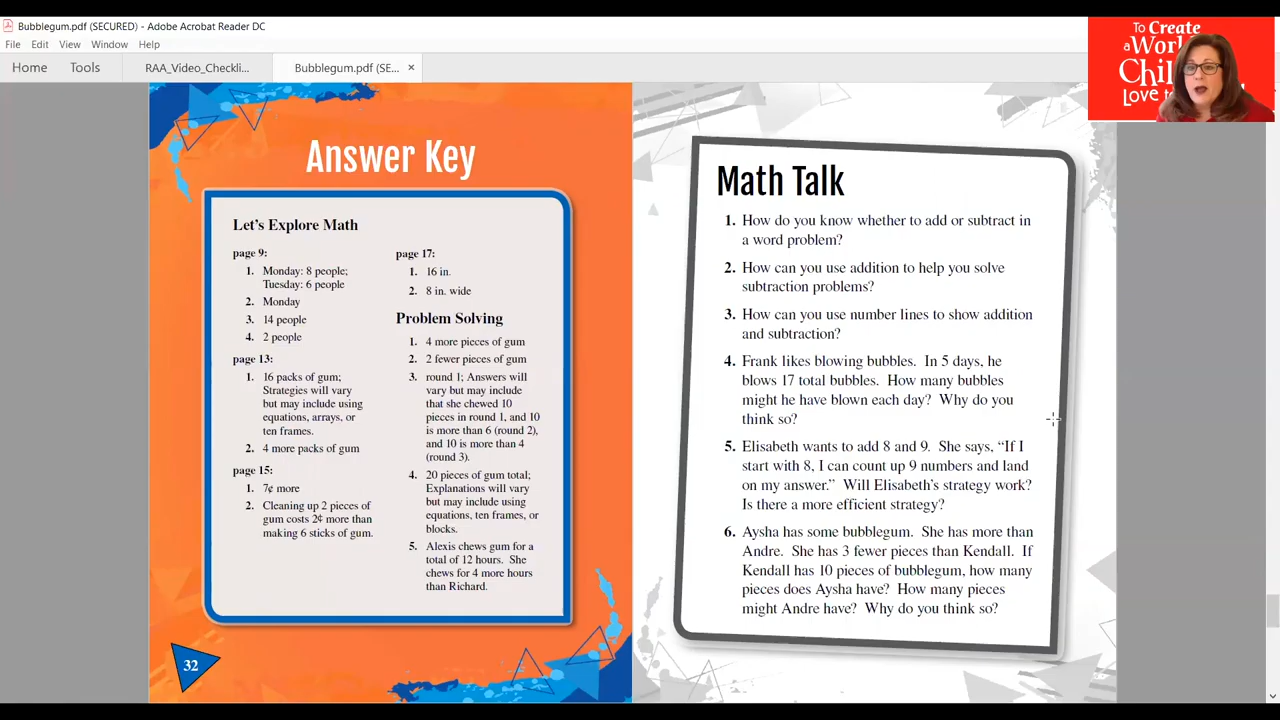 Bubblegum.pdf (SECURED) - Adobe Acrobat Reader DC
File Edit View Window Help
Home Tools RAA_Video_Checkli... Bubblegum.pdf (SE... ×
To Create
a World
Chil
Love to
Answer Key
Let's Explore Math
page 9:
1. Monday: 8 people;
Tuesday: 6 people
2. Monday
3. 14 people
4. 2 people
page 13:
1. 16 packs of gum;
Strategies will vary
but may include using
equations, arrays, or
ten frames.
2. 4 more packs of gum
page 15:
1. 7¢ more
2. Cleaning up 2 pieces of
gum costs 2¢ more than
making 6 sticks of gum.
page 17:
1. 16 in.
2. 8 in. wide
Problem Solving
1. 4 more pieces of gum
2. 2 fewer pieces of gum
3. round 1; Answers will
vary but may include
that she chewed 10
pieces in round 1, and 10
is more than 6 (round 2),
and 10 is more than 4
(round 3).
4. 20 pieces of gum total;
Explanations will vary
but may include using
equations, ten frames, or
blocks.
5. Alexis chews gum for a
total of 12 hours. She
chews for 4 more hours
than Richard.
32
Math Talk
1. How do you know whether to add or subtract in
a word problem?
2. How can you use addition to help you solve
subtraction problems?
3. How can you use number lines to show addition
and subtraction?
4. Frank likes blowing bubbles. In 5 days, he
blows 17 total bubbles. How many bubbles
might he have blown each day? Why do you
think so?
5. Elisabeth wants to add 8 and 9. She says, "If I
start with 8, I can count up 9 numbers and land
on my answer." Will Elisabeth's strategy work?
Is there a more efficient strategy?
6. Aysha has some bubblegum. She has more than
Andre. She has 3 fewer pieces than Kendall. If
Kendall has 10 pieces of bubblegum, how many
pieces does Aysha have? How many pieces
might Andre have? Why do you think so?